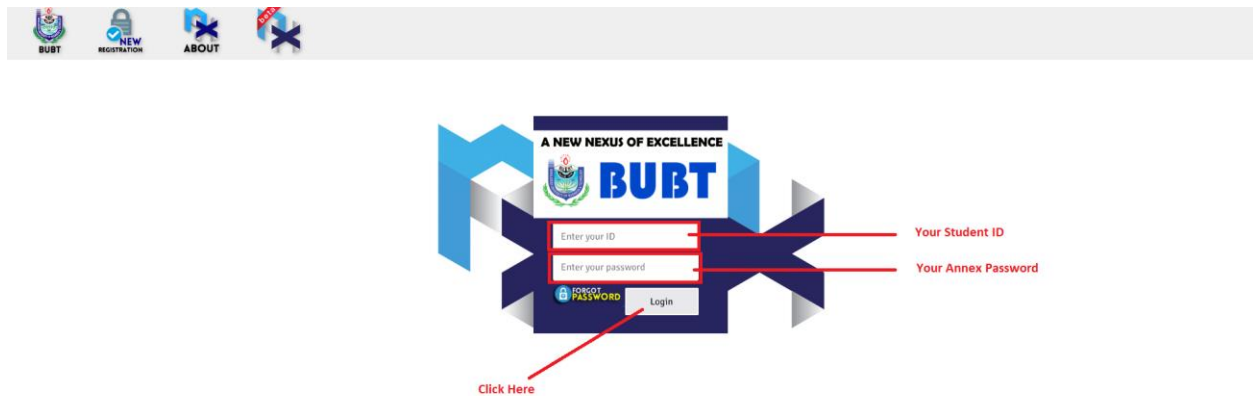 BUBT
NEW
REGISTRATION
ABOUT
beta
A NEW NEXUS OF EXCELLENCE
BUBT
Enter your ID
Your Student ID
Enter your password
Your Annex Password
FORGOT
PASSWORD
Login
Click Here